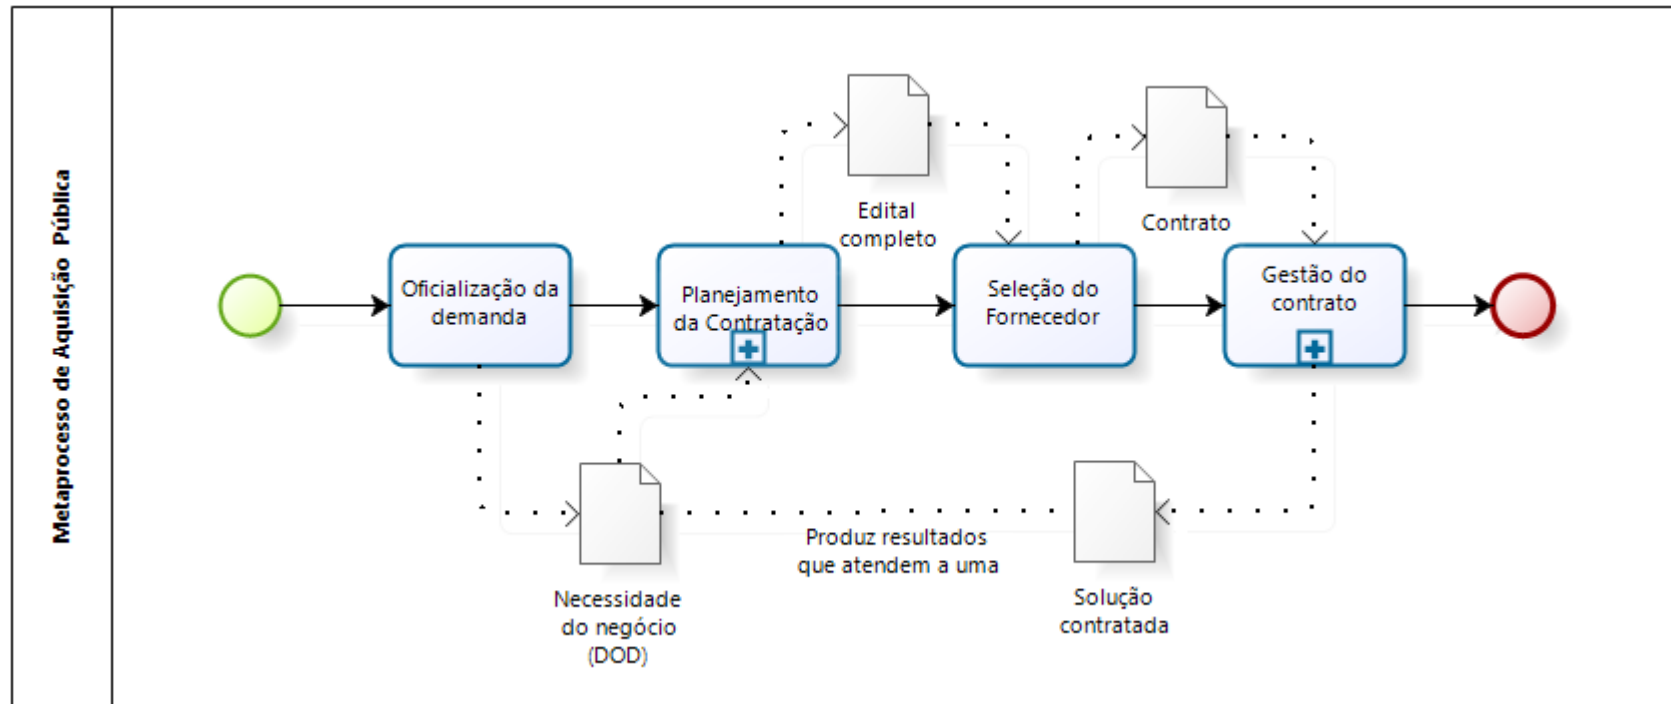 Metaprocesso de Aquisição Pública
Edital
completo
Contrato
Oficialização da
demanda
Planejamento
da Contratação
Seleção do
Fornecedor
Gestão do
contrato
Produz resultados
que atendem a uma
Necessidade
do negócio
(DOD)
Solução
contratada